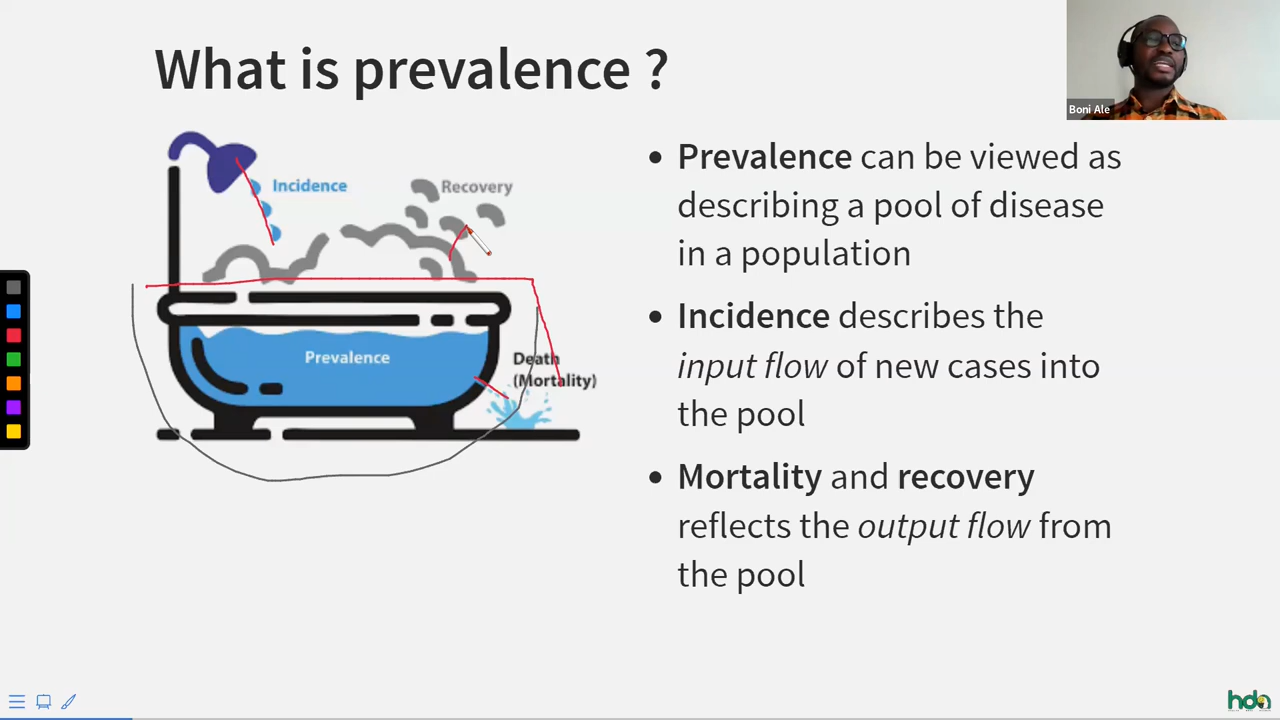 What is prevalence ?
Boni Ale
Incidence
Recovery
Prevalence
Death
(Mortality)
• Prevalence can be viewed as
describing a pool of disease
in a population
• Incidence describes the
input flow of new cases into
the pool
• Mortality and recovery
reflects the output flow from
the pool
hda